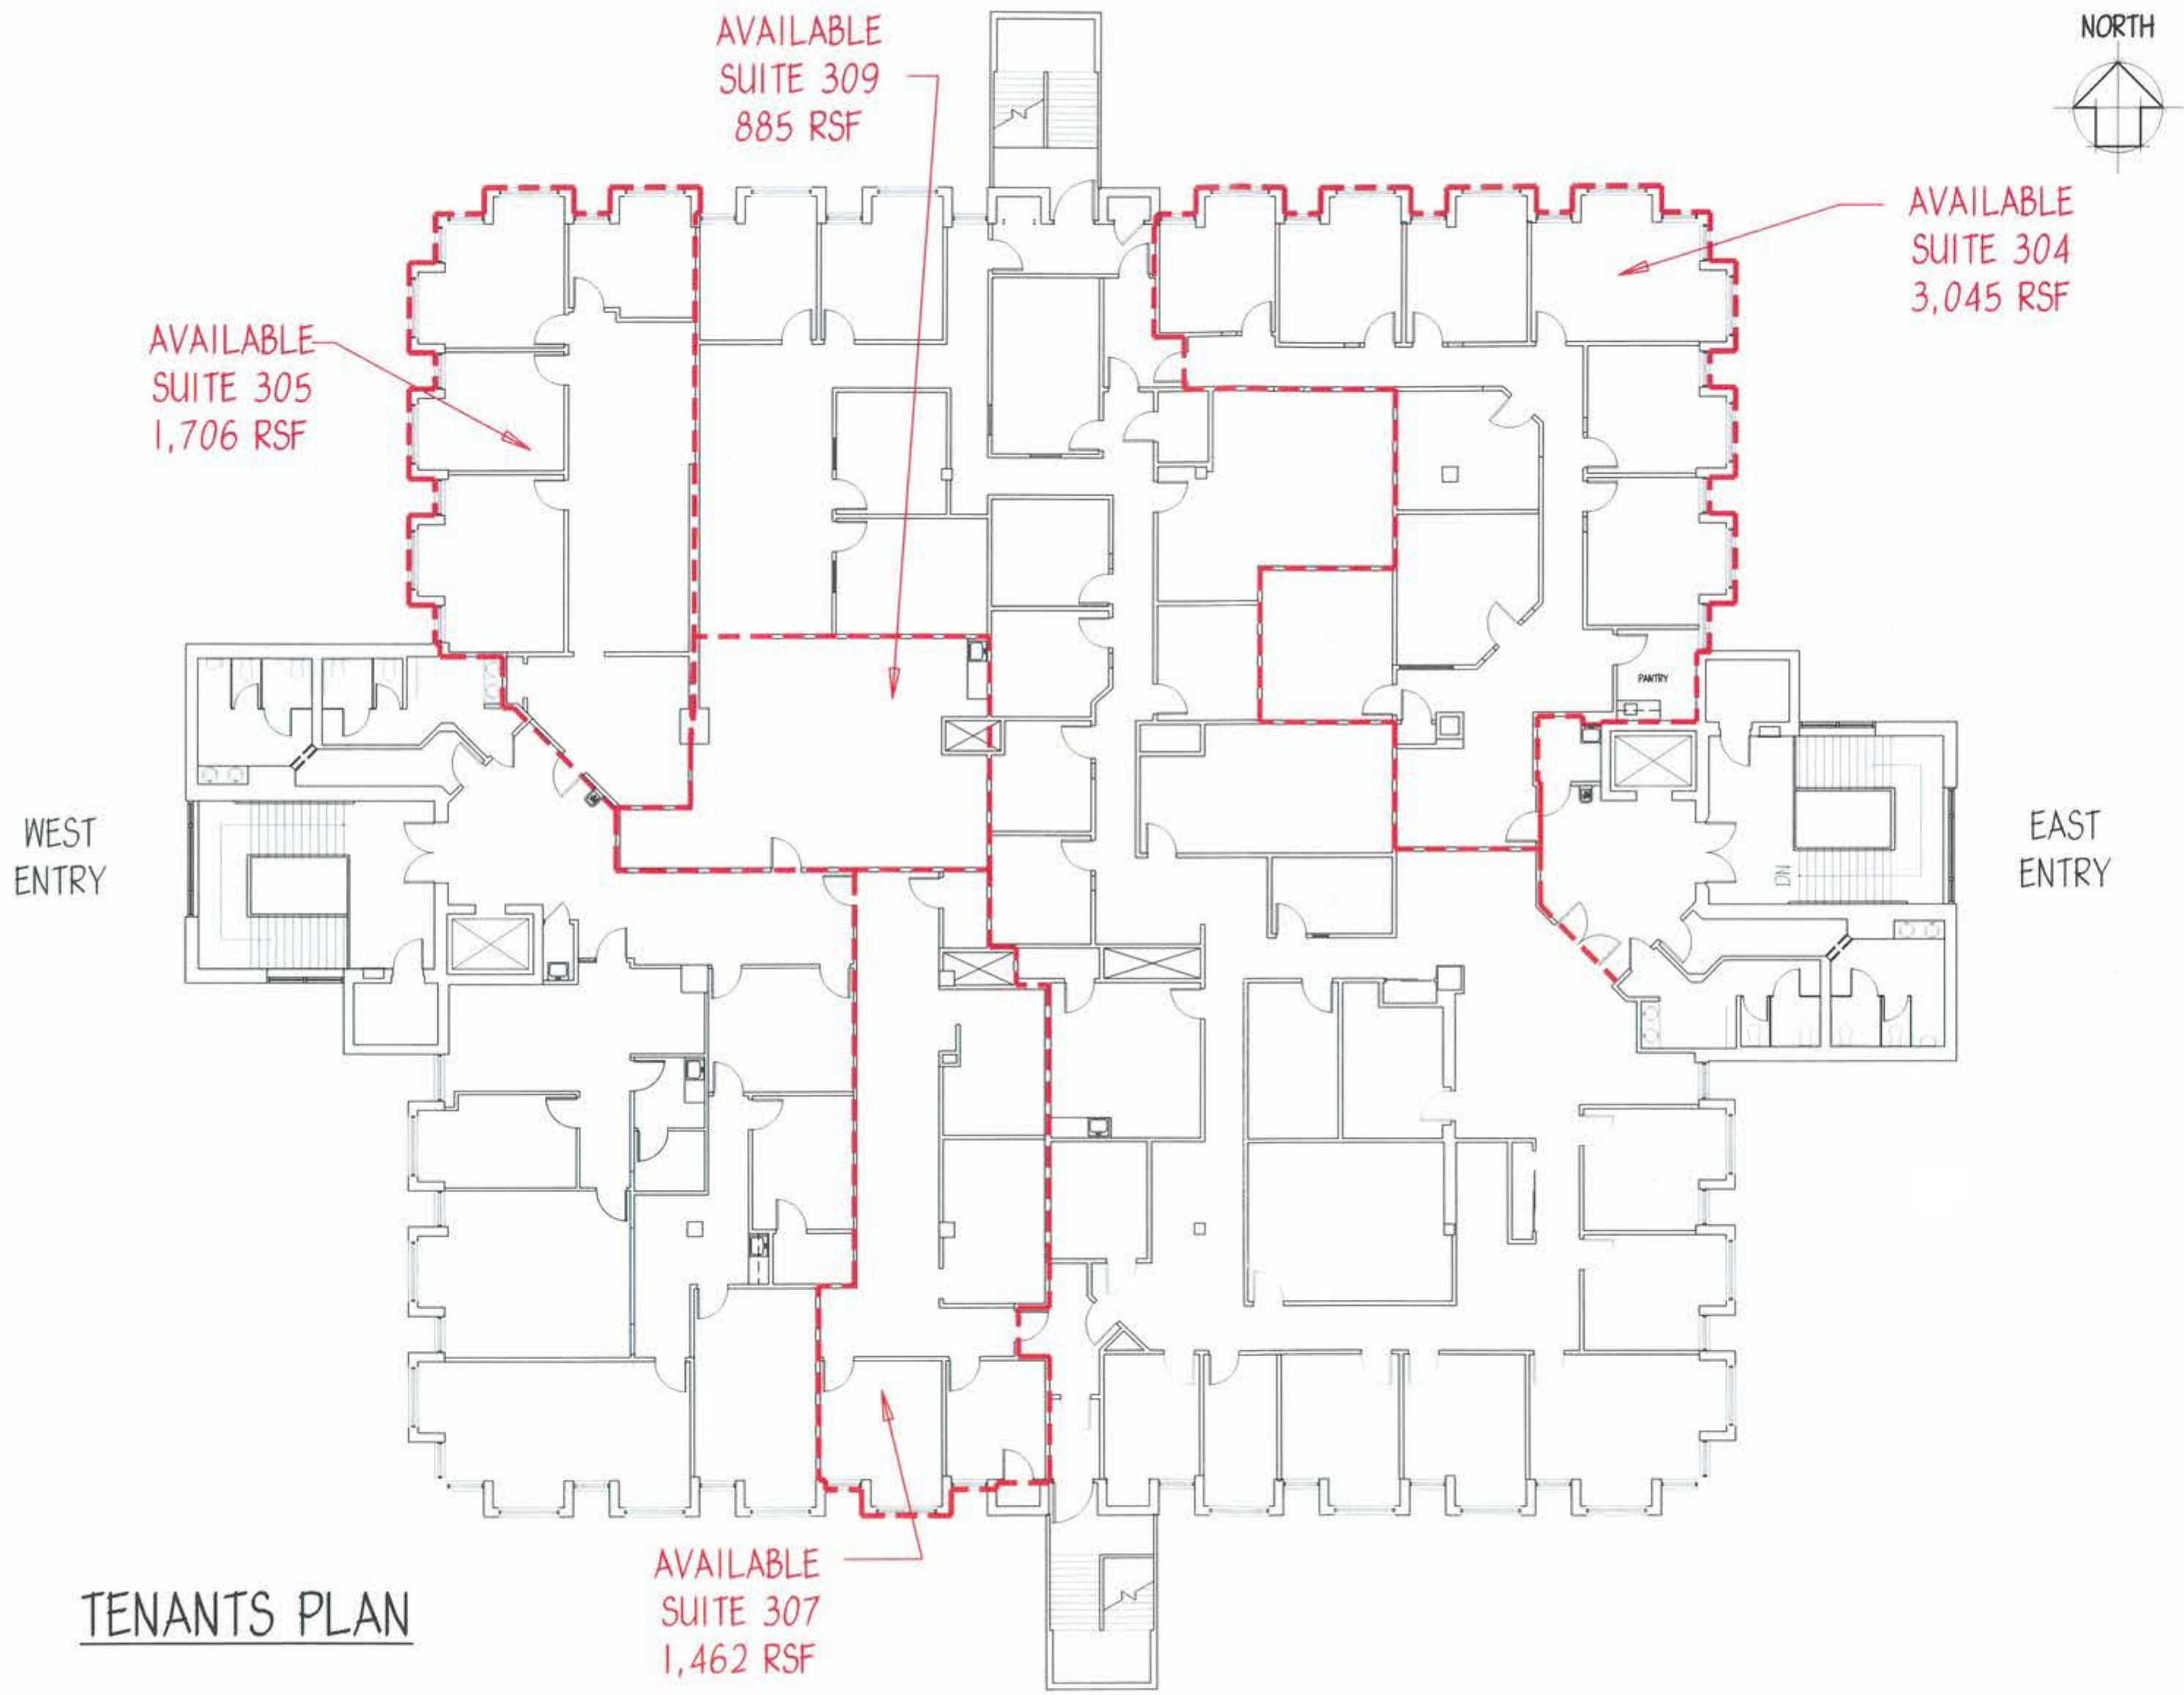 AVAILABLE
SUITE 309
885 RSF
NORTH
AVAILABLE
SUITE 304
3,045 RSF
AVAILABLE
SUITE 305
1,706 RSF
PANTRY
WEST
ENTRY
EAST
ENTRY
DN
AVAILABLE
SUITE 307
1,462 RSF
TENANTS PLAN